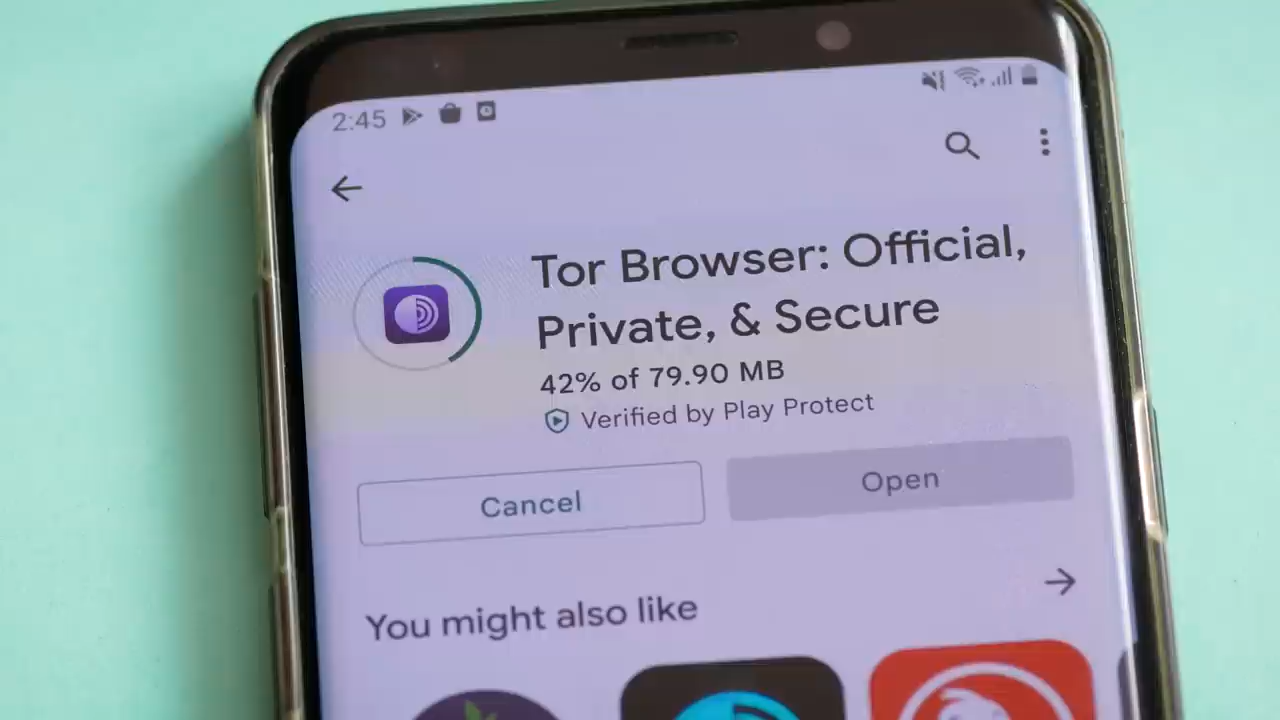 2:45
Tor Browser: Official,
Private, & Secure
42% of 79.90 MB
Verified by Play Protect
Cancel
Open
You might also like